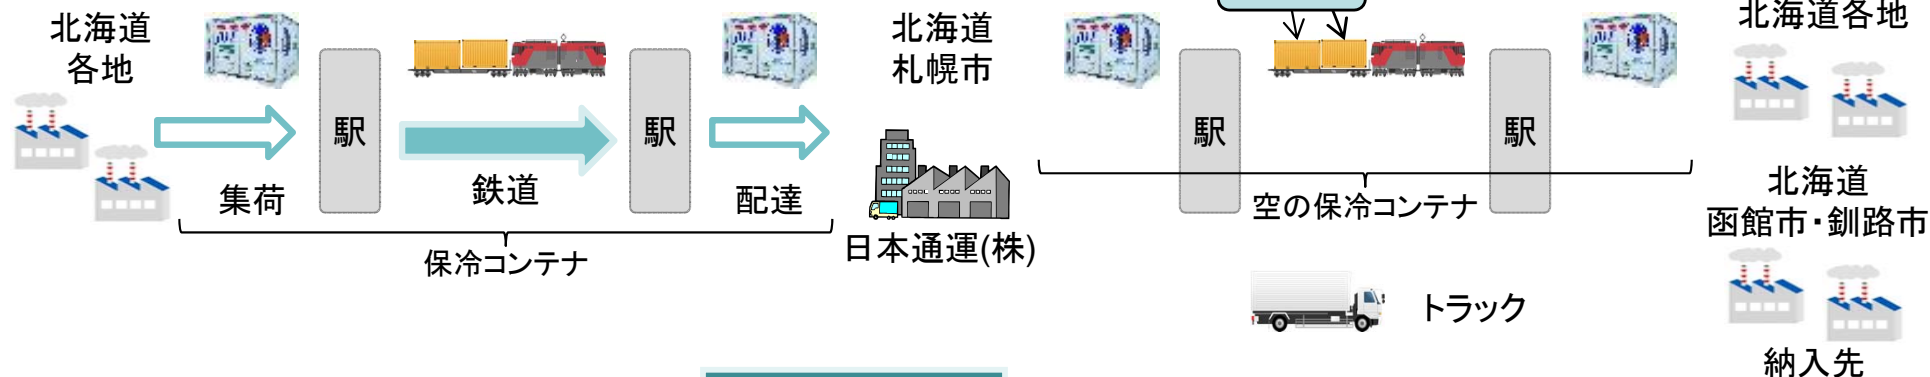 北海道
各地
駅
駅
集荷
鉄道
配達
保冷コンテナ
北海道
札幌市
日本通運(株)
駅
駅
空の保冷コンテナ
トラック
北海道各地
北海道
函館市・釧路市
納入先